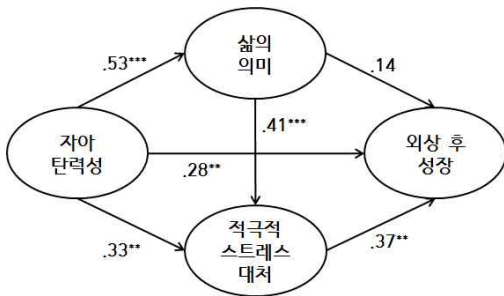 삶의
의미
.53***
.14
.41***
자아
탄력성
외상 후
성장
.28**
적극적
스트레스
대처
.33**
.37**